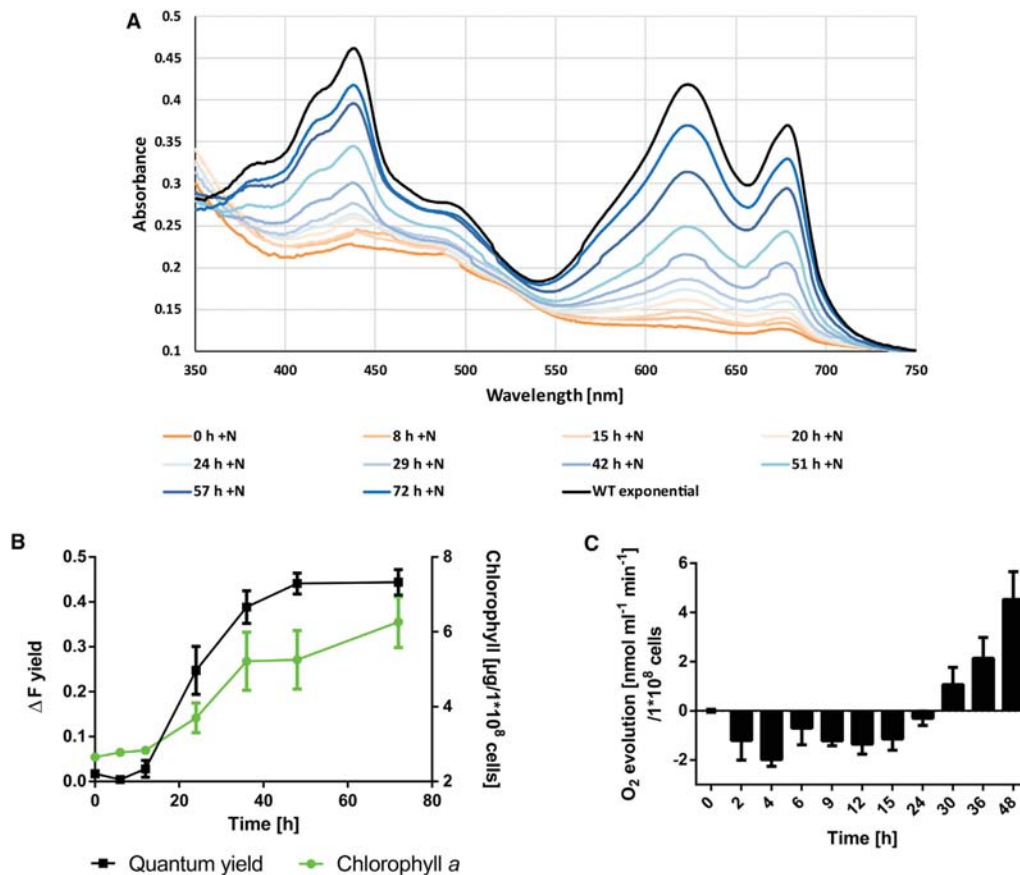 A
Absorbance
0.5
0.45
0.4
0.35
0.3
0.25
0.2
0.15
0.1
350 400 450 500 550 600 650 700 750
Wavelength [nm]
0 h +N 8 h +N 15 h +N 20 h +N
24 h +N 29 h +N 42 h +N 51 h +N
57 h +N 72 h +N WT exponential
B
Δ F yield
0.5
0.4
0.3
0.2
0.1
0.0
0 20 40 60 80
Time [h]
8
6
4
2
Chlorophyll [µg/1*10⁸ cells]
Quantum yield Chlorophyll a
C
O₂ evolution [nmol ml⁻¹ min⁻¹]
/1*10⁸ cells
6
4
2
0
-2
0 2 4 6 9 12 15 24 30 36 48
Time [h]